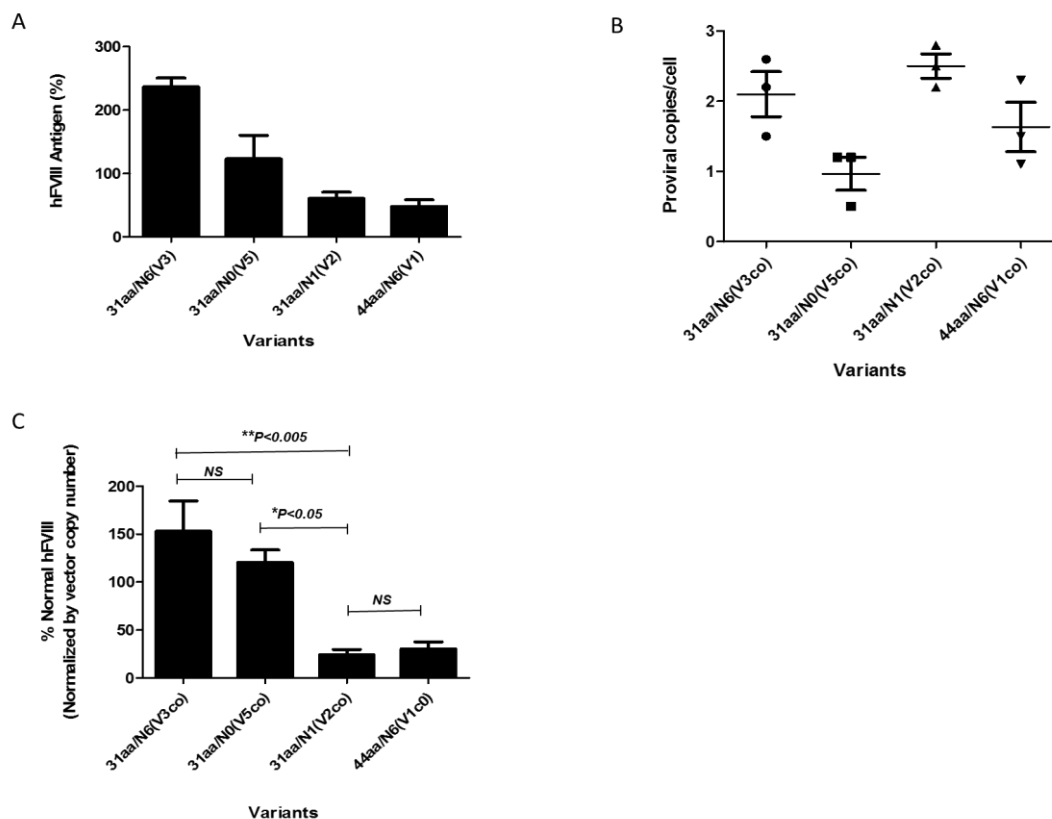 A
hFVIII Antigen (%)
300
200
100
0
31aa/N6(V3)
31aa/N0(V5)
31aa/N1(V2)
44aa/N6(V1)
Variants
B
Proviral copies/cell
3
2
1
0
31aa/N6(V3co)
31aa/N0(V5co)
31aa/N1(V2co)
44aa/N6(V1co)
Variants
C
% Normal hFVIII
(Normalized by vector copy number)
**P<0.005
NS
*P<0.05
NS
200
150
100
50
0
31aa/N6(V3co)
31aa/N0(V5co)
31aa/N1(V2co)
44aa/N6(V1c0)
Variants